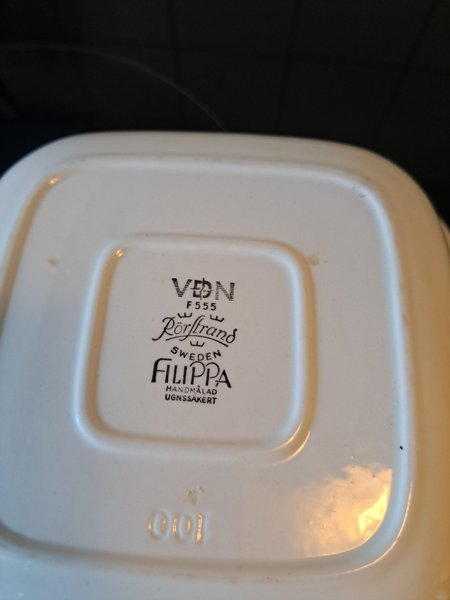 VDN
F555
Rörstrand
SWEDEN
FILIPPA
HANDMÅLAD
UGNSSÄKERT
001